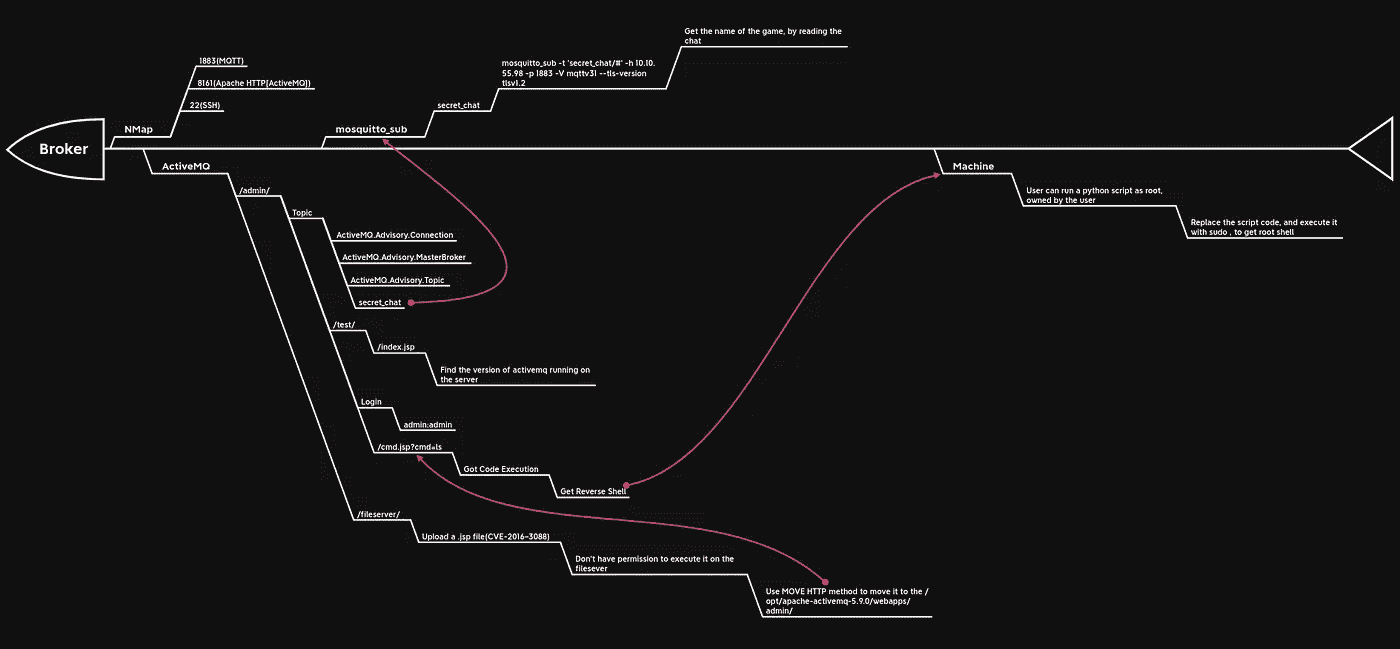 Get the name of the game, by reading the
chat
1883(MQTT)
mosquitto_sub -t 'secret_chat/#' -h 10.10.
55.98 -p 1883 -V mqttv31 --tls-version
tlsv1.2
8161(Apache HTTP[ActiveMQ])
22(SSH)
secret_chat
NMap
mosquitto_sub
Broker
ActiveMQ
Machine
/admin/
User can run a python script as root,
owned by the user
Topic
Replace the script code, and execute it
with sudo , to get root shell
ActiveMQ.Advisory.Connection
ActiveMQ.Advisory.MasterBroker
ActiveMQ.Advisory.Topic
secret_chat
/test/
/index.jsp
Find the version of activemq running on
the server
Login
admin:admin
/cmd.jsp?cmd=ls
Got Code Execution
Get Reverse Shell
/fileserver/
Upload a .jsp file(CVE-2016-3088)
Don't have permission to execute it on the
filesever
Use MOVE HTTP method to move it to the /
opt/apache-activemq-5.9.0/webapps/
admin/